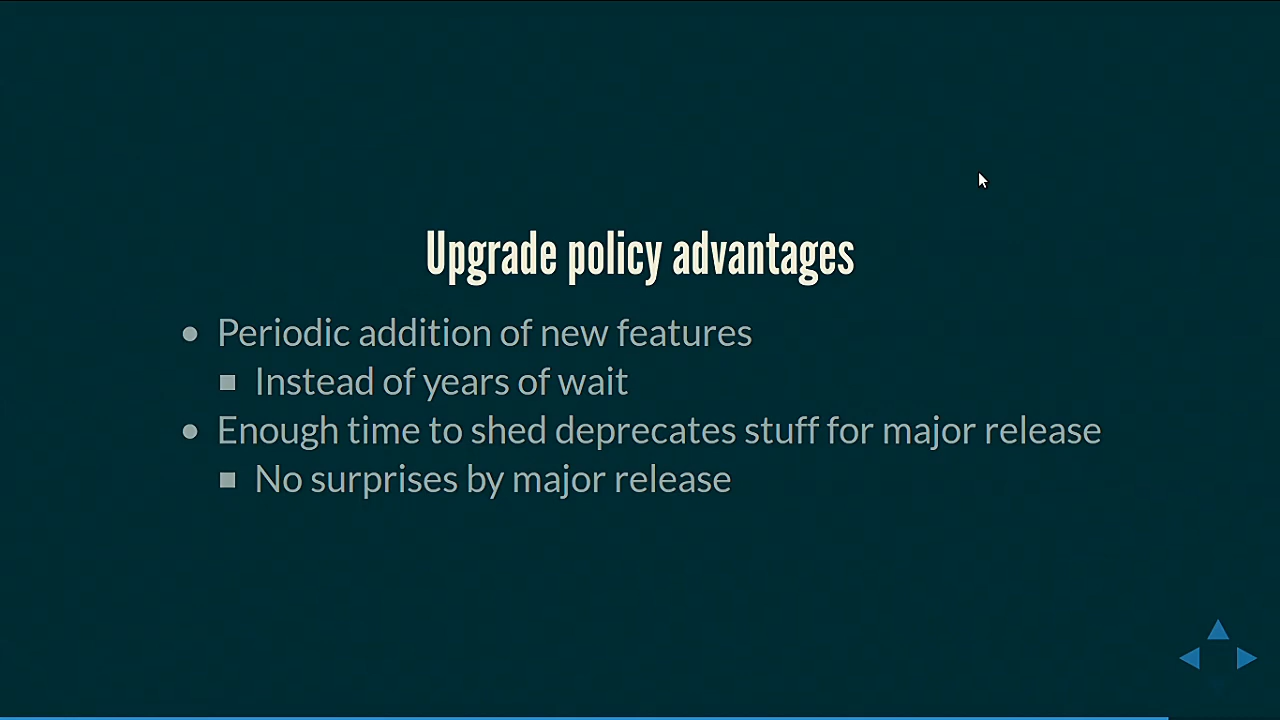 Upgrade policy advantages
Periodic addition of new features
Instead of years of wait
Enough time to shed deprecates stuff for major release
No surprises by major release